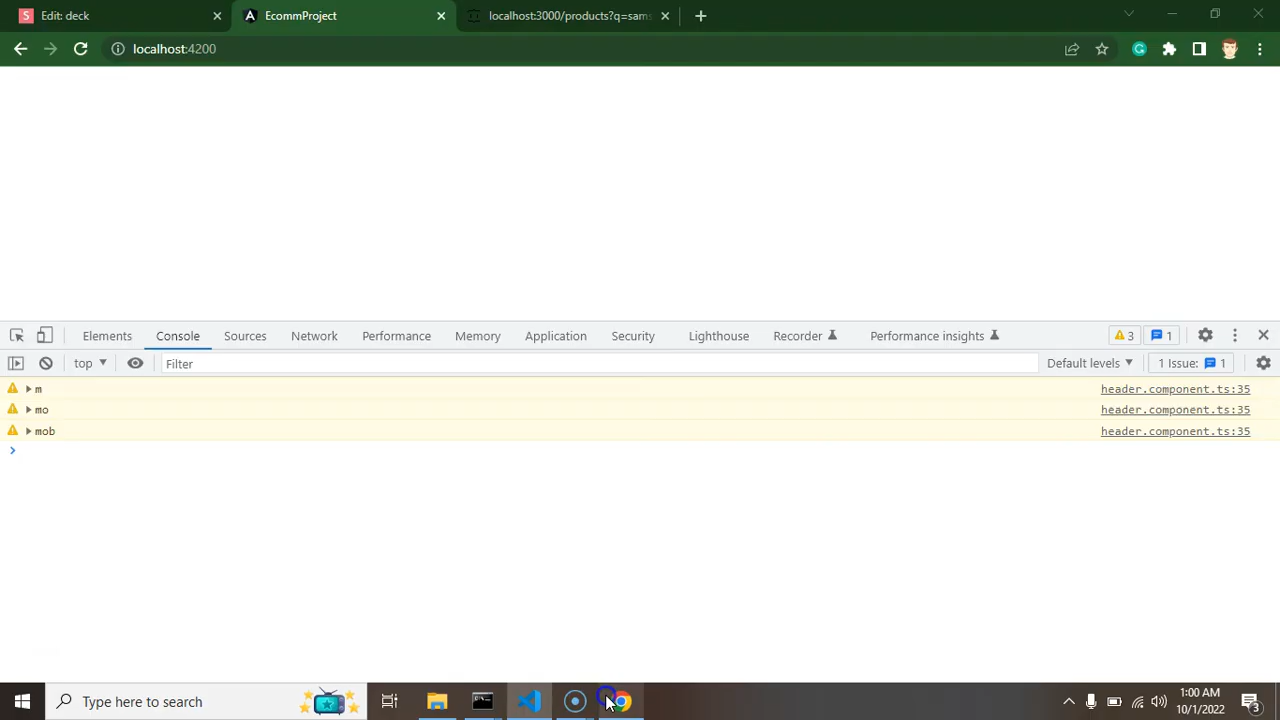 Edit: deck
EcommProject
localhost:3000/products?q=sams
localhost:4200
Elements
Console
Sources
Network
Performance
Memory
Application
Security
Lighthouse
Recorder
Performance insights
3
1
top
Filter
Default levels
1 Issue: 1
m
header.component.ts:35
mo
header.component.ts:35
mob
header.component.ts:35
Type here to search
1:00 AM
10/1/2022
3